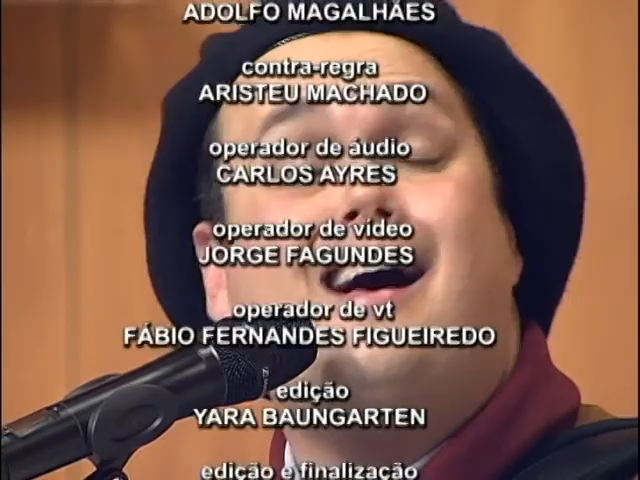 ADOLFO MAGALHÃES
contra-regra
ARISTEU MACHADO
operador de áudio
CARLOS AYRES
operador de vídeo
JORGE FAGUNDES
operador de vt
FÁBIO FERNANDES FIGUEIREDO
edição
YARA BAUNGARTEN
edição e finalização